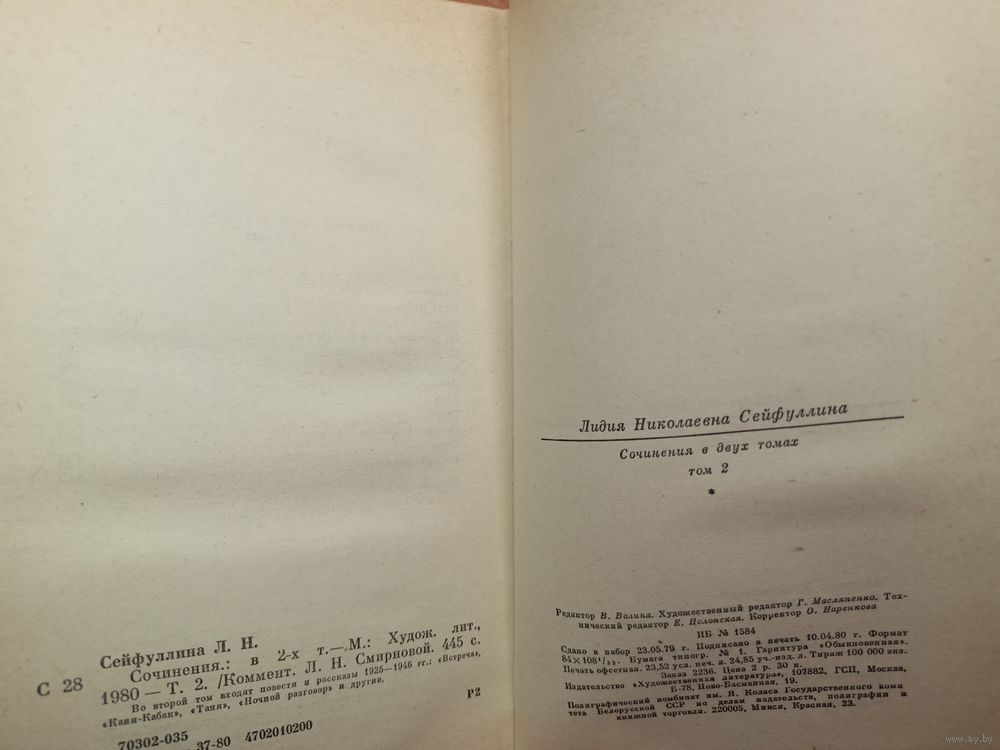 Сейфуллина Л. Н.
С 28
Сочинения.: в 2-х т.—М.: Худож. лит.,
1980 — Т. 2. /Коммент. Л. Н. Смирновой. 445 с.
Во второй том входят повести и рассказы 1925—1946 гг.: «Встреча»,
«Каин-Кабак», «Таня», «Ночной разговор» и другие.
70302-035
37-80 4702010200
Р2
Лидия Николаевна Сейфуллина
Сочинения в двух томах
том 2
*
Редактор В. Волина. Художественный редактор Г. Масляненко. Тех-
нический редактор Е. Полонская. Корректор О. Наренкова
ИБ № 1584
Сдано в набор 23.05.79 г. Подписано в печать 10.04.80 г. Формат
84×108¹/₃₂. Бумага типогр. № 1. Гарнитура «Обыкновенная».
Печать офсетная. 23,52 усл. печ. л. 24,85 уч.-изд. л. Тираж 100 000 экз.
Заказ 2236. Цена 2 р. 30 к.
Издательство «Художественная литература», 107882, ГСП, Москва,
Б-78, Ново-Басманная, 19.
Полиграфический комбинат им. Я. Коласа Государственного коми
тета Белорусской ССР по делам издательств, полиграфии и
книжной торговли. 220005, Минск, Красная, 23.
www.ay.by